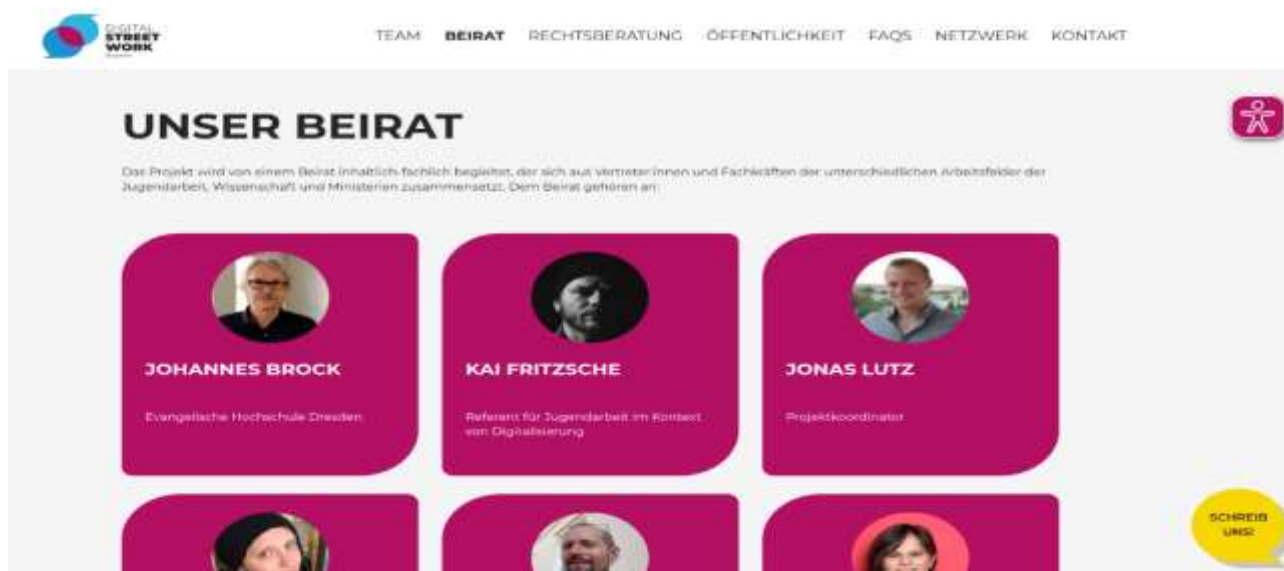 DIGITAL
STREET
WORK
TEAM BEIRAT RECHTSBERATUNG ÖFFENTLICHKEIT FAQS NETZWERK KONTAKT
UNSER BEIRAT
Das Projekt wird von einem Beirat inhaltlich-fachlich begleitet, der sich aus Vertreter:innen und Fachkräften der unterschiedlichen Arbeitsfelder der
Jugendarbeit, Wissenschaft und Ministerien zusammensetzt. Dem Beirat gehören an:
JOHANNES BROCK
Evangelische Hochschule Dresden
KAI FRITZSCHE
Referent für Jugendarbeit im Kontext
von Digitalisierung
JONAS LUTZ
Projektkoordinator
SCHREIB
UNS!